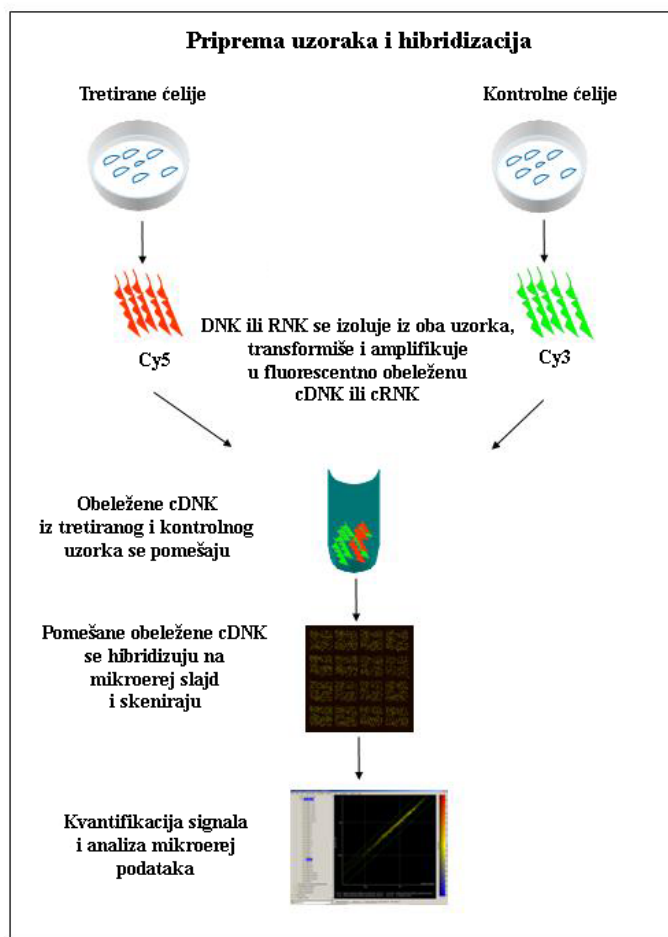 Priprema uzoraka i hibridizacija
Tretirane ćelije
Kontrolne ćelije
DNK ili RNK se izoluje iz oba uzorka,
transformiše i amplifikuje
u fluorescentno obeleženu
cDNK ili cRNK
Cy5
Cy3
Obeležene cDNK
iz tretiranog i kontrolnog
uzorka se pomešaju
Pomešane obeležene cDNK
se hibridizuju na
mikroerej slajd
i skeniraju
Kvantifikacija signala
i analiza mikroerej
podataka